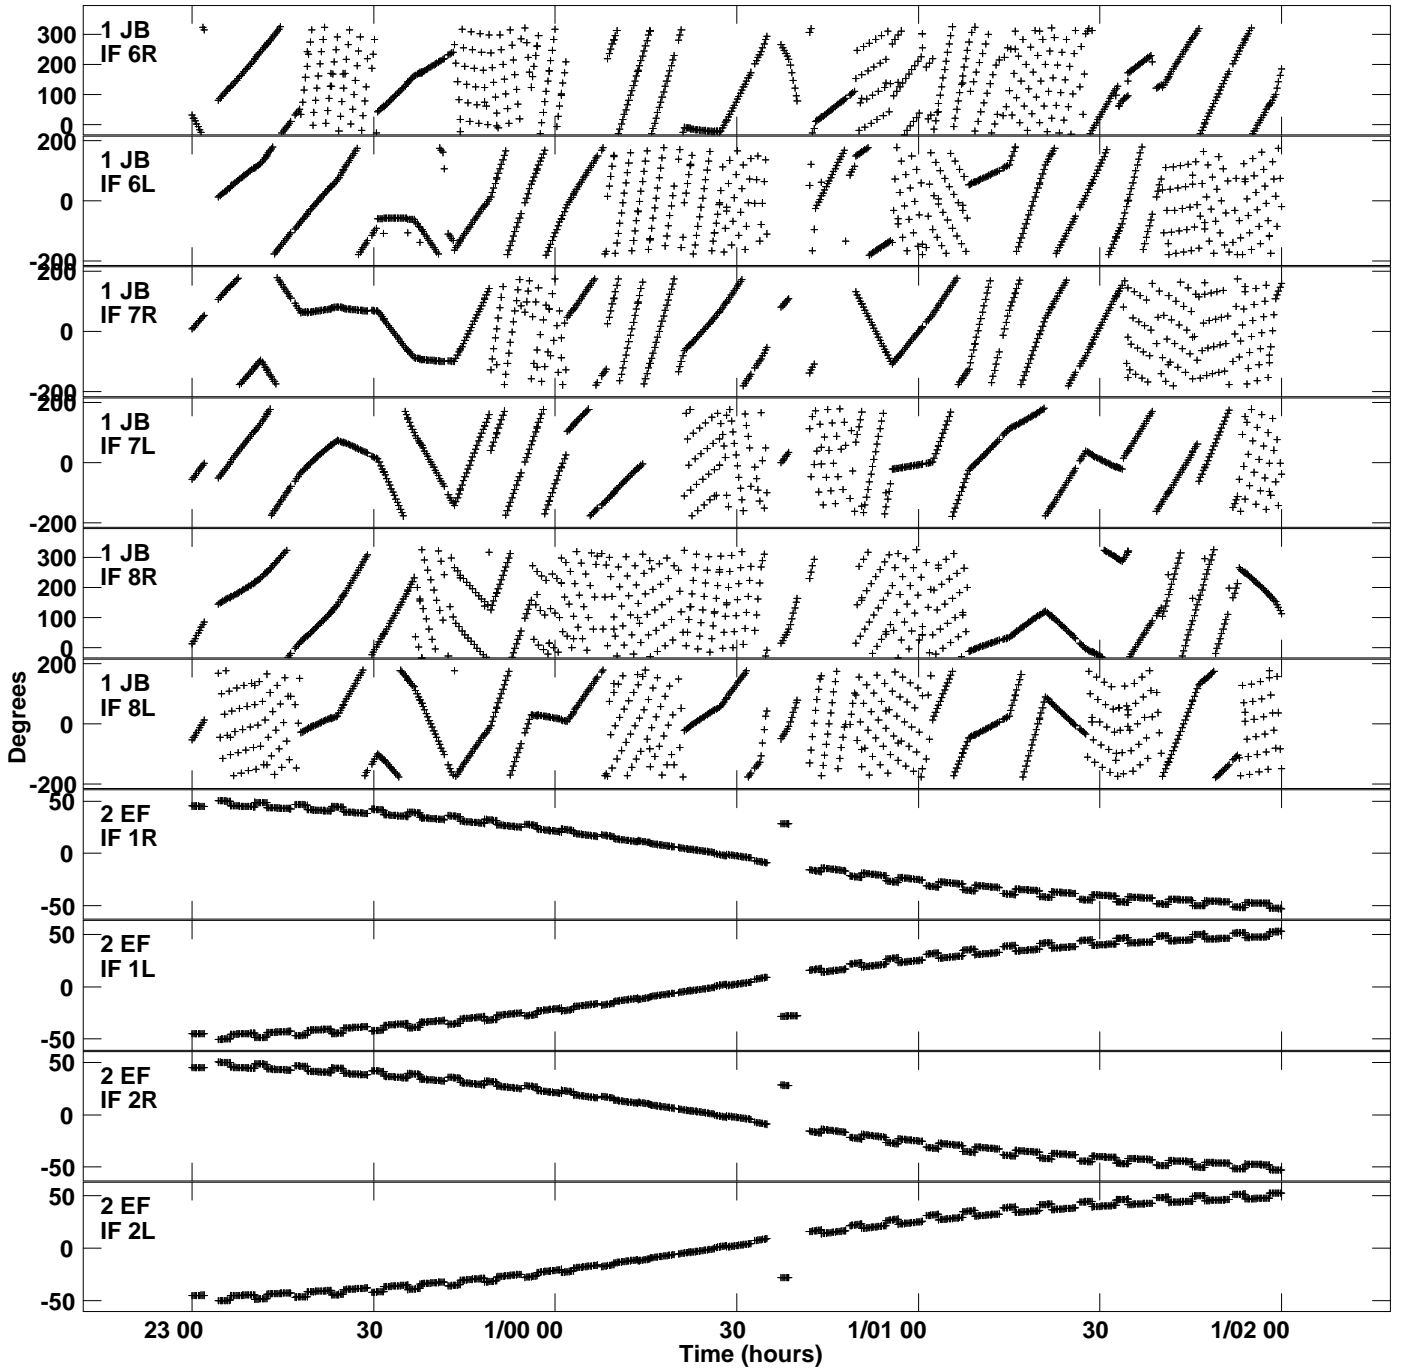 1 JB
IF 6R
300
200
100
0
1 JB
IF 6L
200
0
-200
1 JB
IF 7R
200
0
-200
1 JB
IF 7L
200
0
-200
1 JB
IF 8R
300
200
100
0
1 JB
IF 8L
200
0
-200
2 EF
IF 1R
50
0
-50
2 EF
IF 1L
50
0
-50
2 EF
IF 2R
50
0
-50
2 EF
IF 2L
50
0
-50
Degrees
23 00 30 1/00 00 30 1/01 00 30 1/02 00
Time (hours)